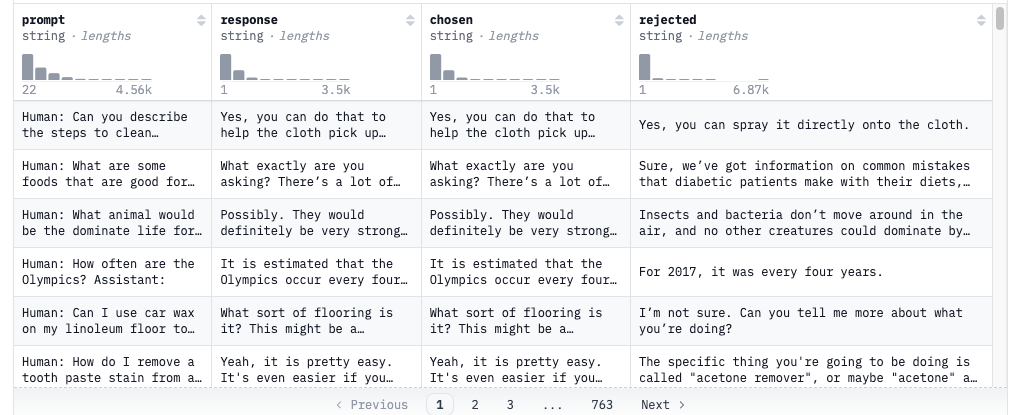 prompt response chosen rejected
string · lengths string · lengths string · lengths string · lengths
22 4.56k 1 3.5k 1 3.5k 1 6.87k
Human: Can you describe the steps to clean…
Yes, you can do that to help the cloth pick up…
Yes, you can do that to help the cloth pick up…
Yes, you can spray it directly onto the cloth.
Human: What are some foods that are good for…
What exactly are you asking? There’s a lot of…
What exactly are you asking? There’s a lot of…
Sure, we’ve got information on common mistakes that diabetic patients make with their diets,…
Human: What animal would be the dominate life for…
Possibly. They would definitely be very strong…
Possibly. They would definitely be very strong…
Insects and bacteria don’t move around in the air, and no other creatures could dominate by…
Human: How often are the Olympics? Assistant:
It is estimated that the Olympics occur every four…
It is estimated that the Olympics occur every four…
For 2017, it was every four years.
Human: Can I use car wax on my linoleum floor to…
What sort of flooring is it? This might be a…
What sort of flooring is it? This might be a…
I’m not sure. Can you tell me more about what you’re doing?
Human: How do I remove a tooth paste stain from a…
Yeah, it is pretty easy. It's even easier if you…
Yeah, it is pretty easy. It's even easier if you…
The specific thing you're going to be doing is called "acetone remover", or maybe "acetone" a…
< Previous 1 2 3 ... 763 Next >